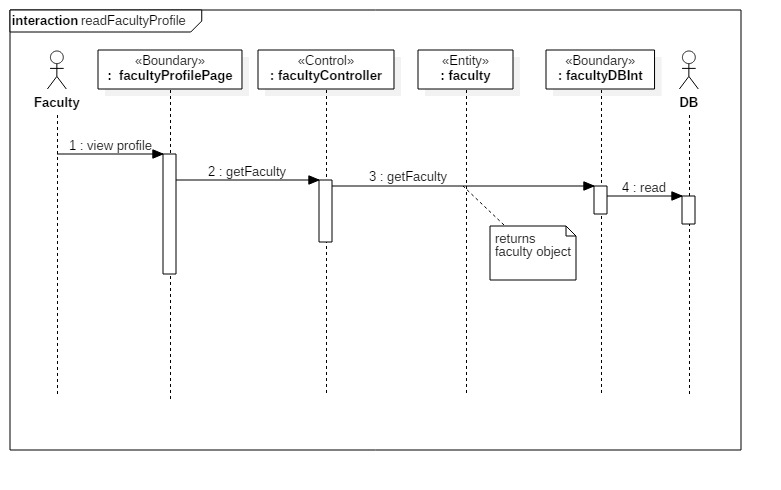 interaction readFacultyProfile
«Boundary»
: facultyProfilePage
«Control»
: facultyController
«Entity»
: faculty
«Boundary»
: facultyDBInt
Faculty
DB
1 : view profile
2 : getFaculty
3 : getFaculty
4 : read
returns
faculty object